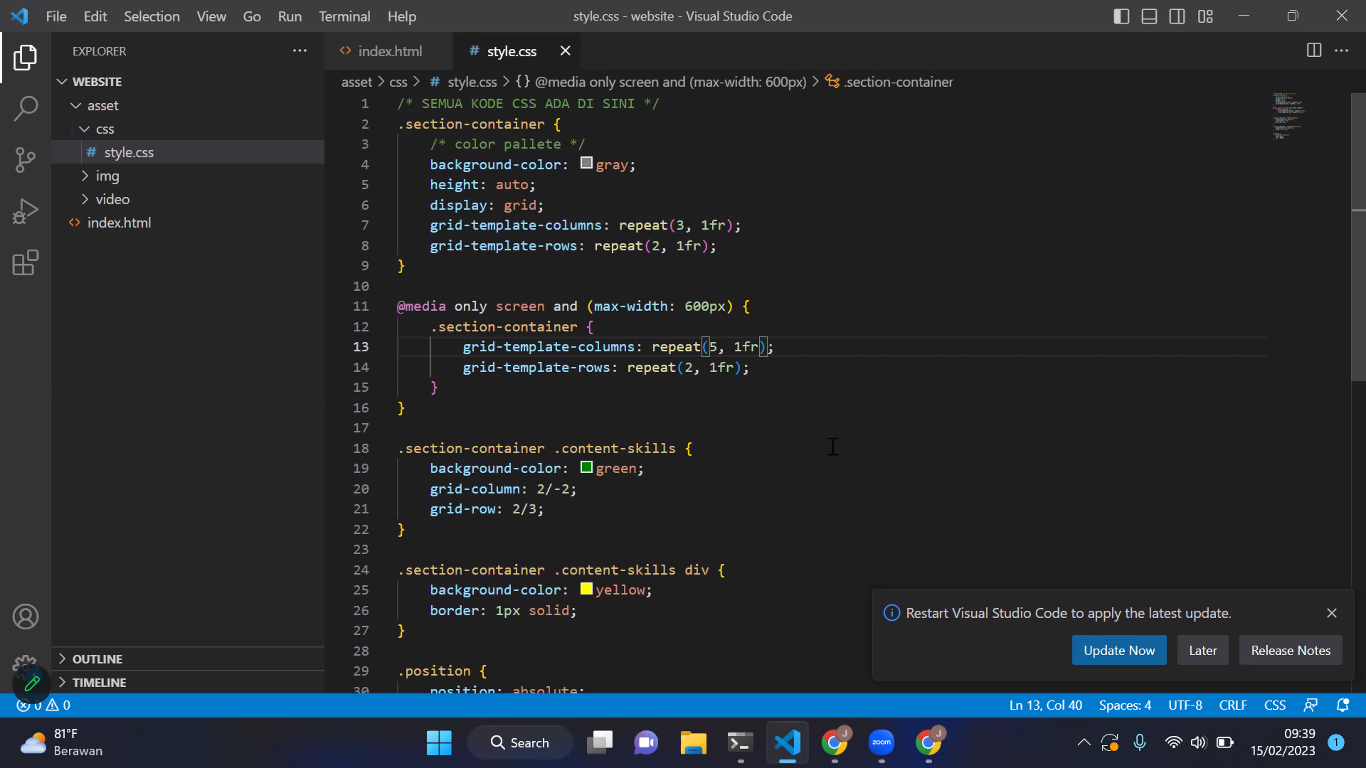 File Edit Selection View Go Run Terminal Help
style.css - website - Visual Studio Code
EXPLORER
WEBSITE
asset
css
# style.css
img
video
<> index.html
OUTLINE
TIMELINE
<> index.html
# style.css
asset > css > # style.css > {} @media only screen and (max-width: 600px) > .section-container
1 /* SEMUA KODE CSS ADA DI SINI */
2 .section-container {
3 /* color pallete */
4 background-color: gray;
5 height: auto;
6 display: grid;
7 grid-template-columns: repeat(3, 1fr);
8 grid-template-rows: repeat(2, 1fr);
9 }
10
11 @media only screen and (max-width: 600px) {
12 .section-container {
13 grid-template-columns: repeat(5, 1fr);
14 grid-template-rows: repeat(2, 1fr);
15 }
16 }
17
18 .section-container .content-skills {
19 background-color: green;
20 grid-column: 2/-2;
21 grid-row: 2/3;
22 }
23
24 .section-container .content-skills div {
25 background-color: yellow;
26 border: 1px solid;
27 }
28
29 .position {
30 position: absolute;
Restart Visual Studio Code to apply the latest update.
Update Now Later Release Notes
0 0
Ln 13, Col 40 Spaces: 4 UTF-8 CRLF CSS
81°F
Berawan
Search
J
zoom
J
09:39
15/02/2023
1